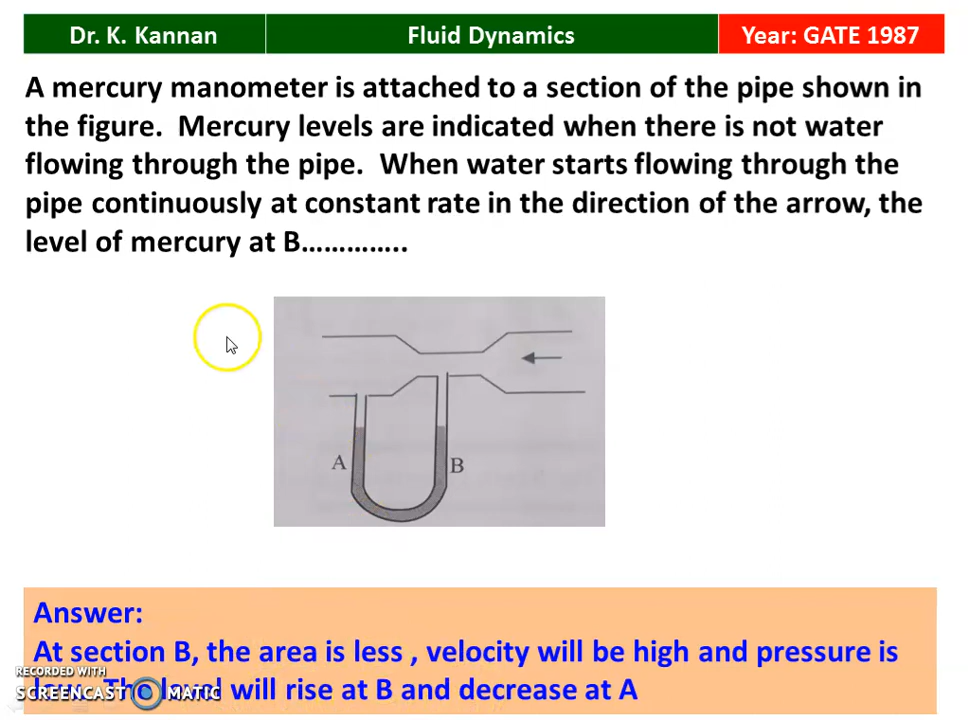 Dr. K. Kannan
Fluid Dynamics
Year: GATE 1987
A mercury manometer is attached to a section of the pipe shown in
the figure. Mercury levels are indicated when there is not water
flowing through the pipe. When water starts flowing through the
pipe continuously at constant rate in the direction of the arrow, the
level of mercury at B…………..
A
B
Answer:
At section B, the area is less , velocity will be high and pressure is
level will rise at B and decrease at A
RECORDED WITH
SCREENCAST MATIC